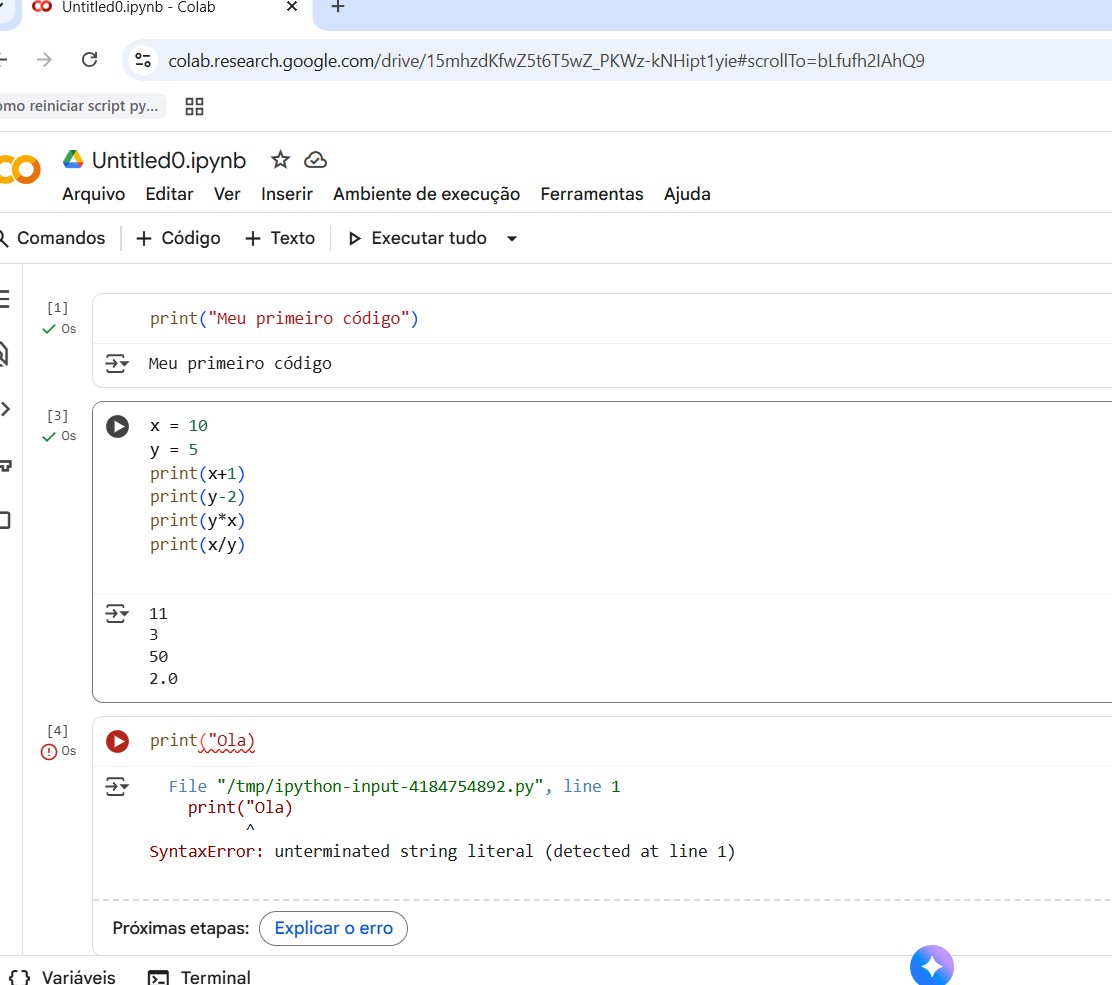 Untitled0.ipynb - Colab
colab.research.google.com/drive/15mhzdKfwZ5t6T5wZ_PKWz-kNHipt1yie#scrollTo=bLfufh2IAhQ9
omo reiniciar script py...
Untitled0.ipynb
Arquivo Editar Ver Inserir Ambiente de execução Ferramentas Ajuda
Comandos + Código + Texto Executar tudo
[1]
0s
print("Meu primeiro código")
Meu primeiro código
[3]
0s
x = 10
y = 5
print(x+1)
print(y-2)
print(y*x)
print(x/y)
11
3
50
2.0
[4]
0s
print("Ola)
File "/tmp/ipython-input-4184754892.py", line 1
print("Ola)
^
SyntaxError: unterminated string literal (detected at line 1)
Próximas etapas: Explicar o erro
{} Variáveis Terminal